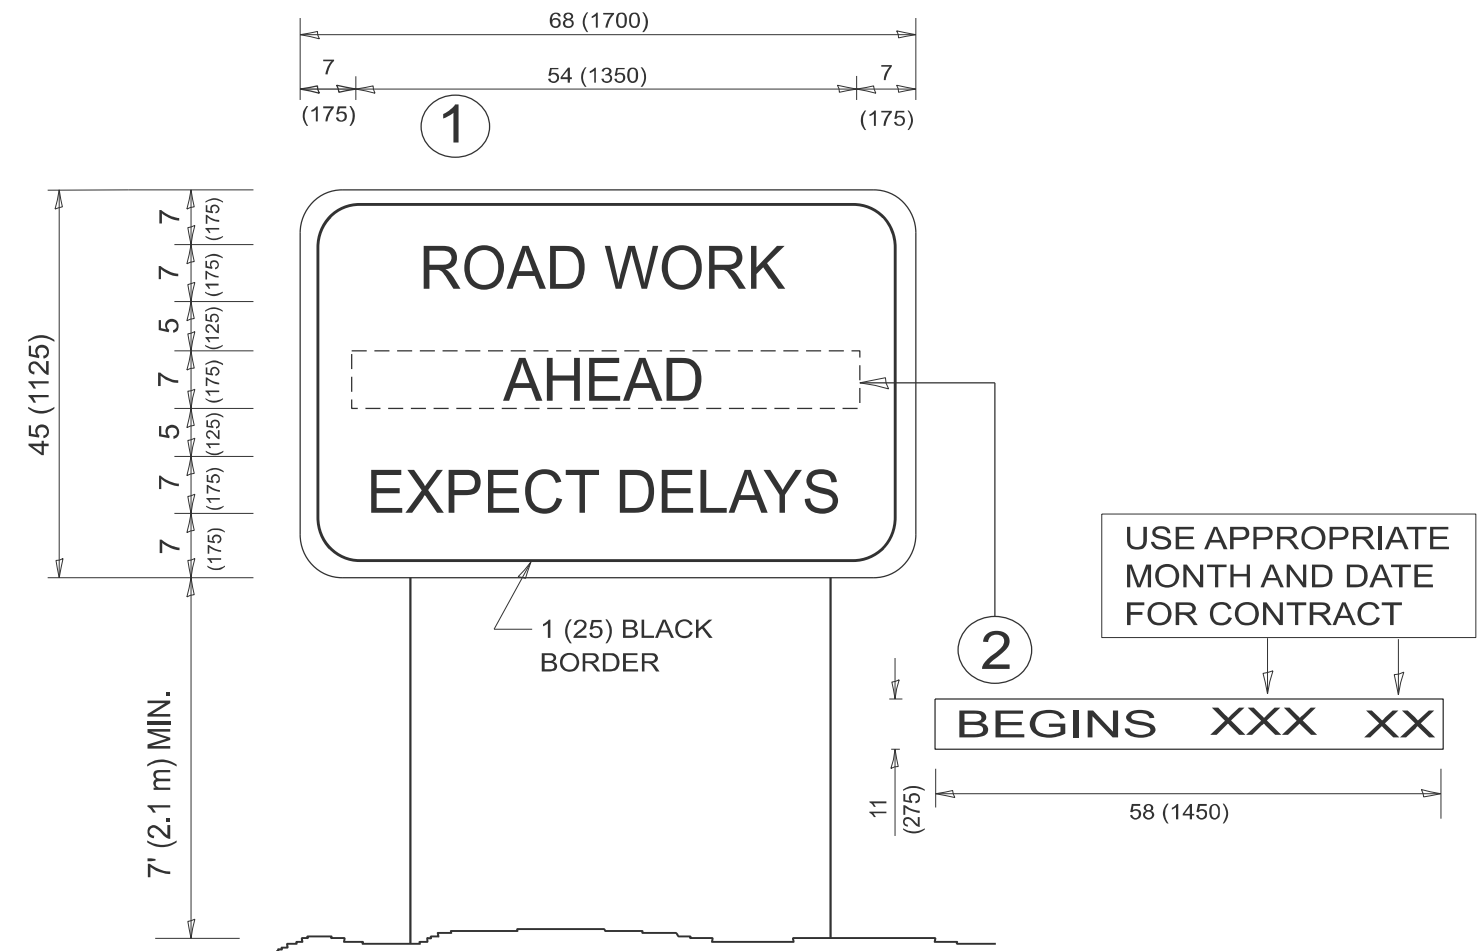 68 (1700)
7
54 (1350)
7
(175)
(175)
1
45 (1125)
7 (175)
7 (175)
5 (125)
7 (175)
5 (125)
7 (175)
7 (175)
ROAD WORK
AHEAD
EXPECT DELAYS
1 (25) BLACK
BORDER
7' (2.1 m) MIN.
USE APPROPRIATE
MONTH AND DATE
FOR CONTRACT
2
BEGINS XXX XX
11
(275)
58 (1450)